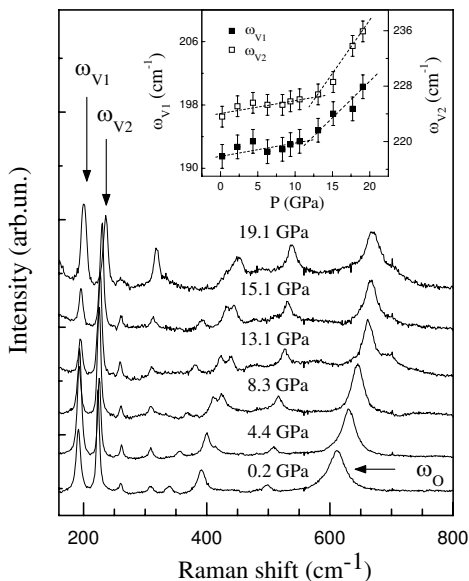 ω_V1
ω_V2
206
198
190
ω_V1 (cm⁻¹)
■ ω_V1
□ ω_V2
236
228
220
ω_V2 (cm⁻¹)
0 5 10 15 20
P (GPa)
Intensity (arb.un.)
19.1 GPa
15.1 GPa
13.1 GPa
8.3 GPa
4.4 GPa
0.2 GPa
ω_O
200 400 600 800
Raman shift (cm⁻¹)